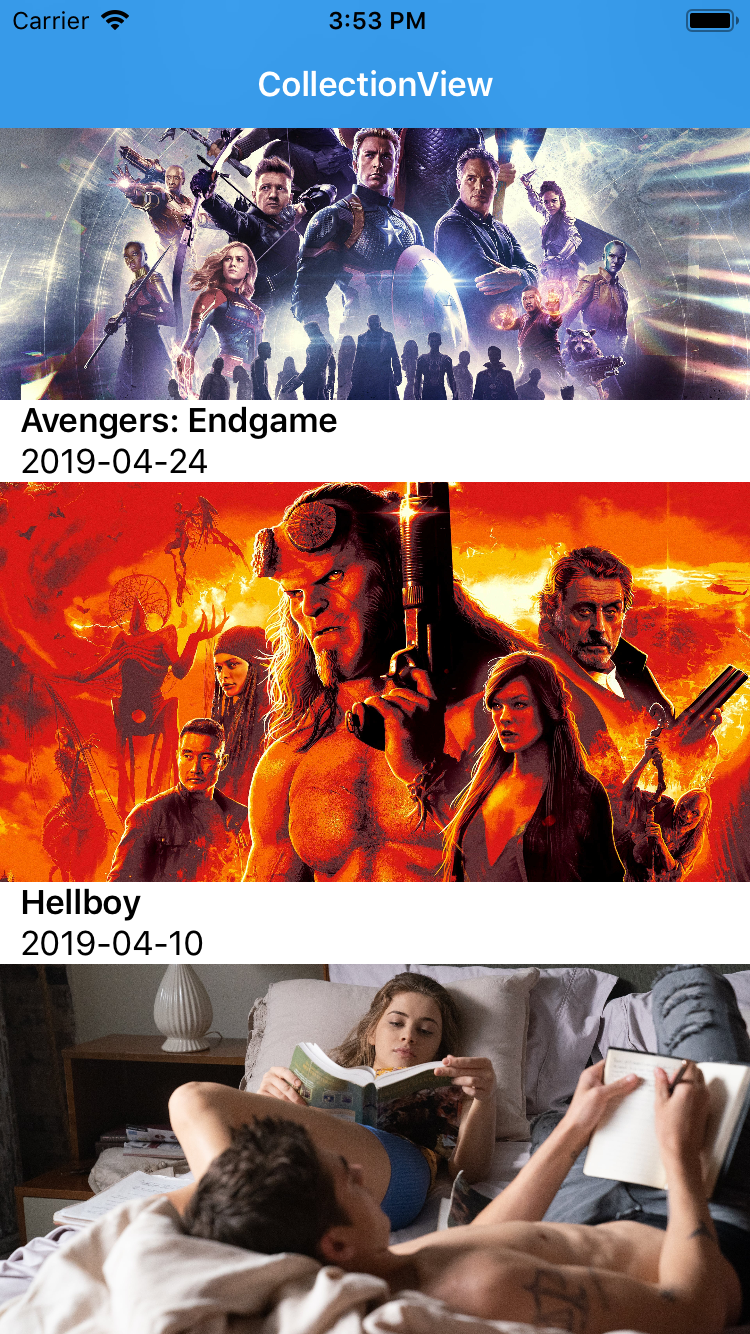 Carrier 3:53 PM
CollectionView
Avengers: Endgame
2019-04-24
Hellboy
2019-04-10